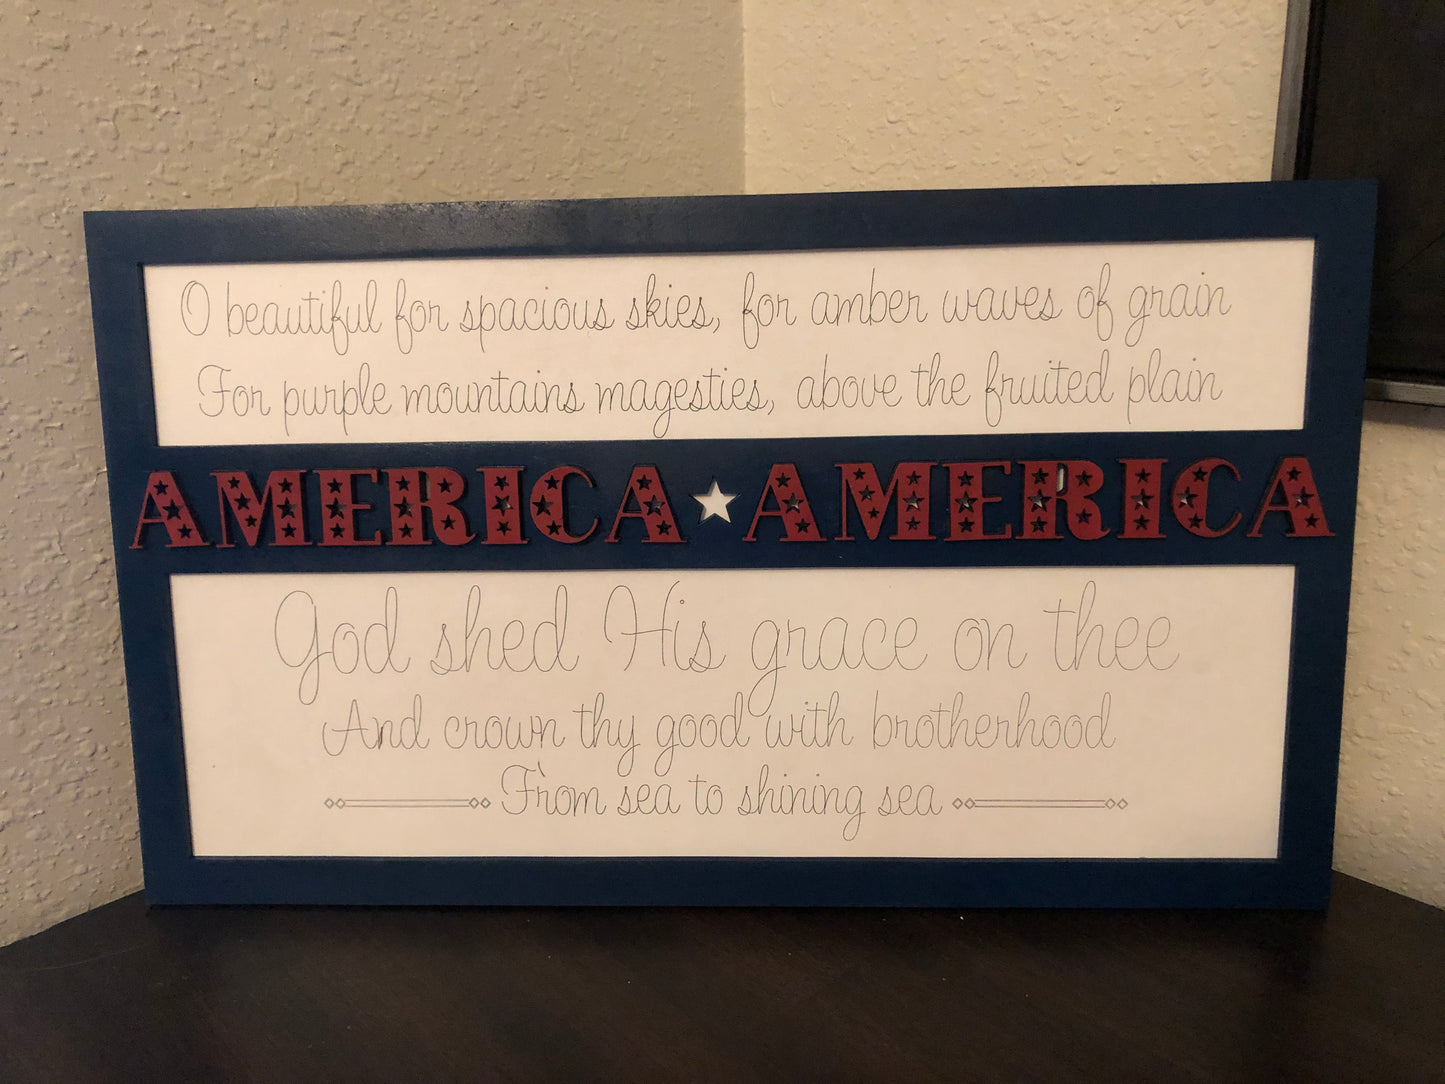 O beautiful for spacious skies, for amber waves of grain
For purple mountains magesties, above the fruited plain
AMERICA ★ AMERICA
God shed His grace on thee
And crown thy good with brotherhood
From sea to shining sea